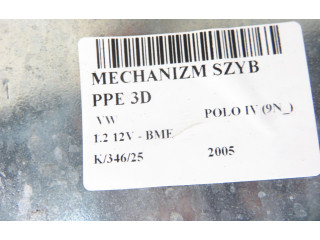 MECHANIZM SZYB
PPE 3D
VW POLO IV (9N_)
1.2 12V - BME
K/346/25 2005